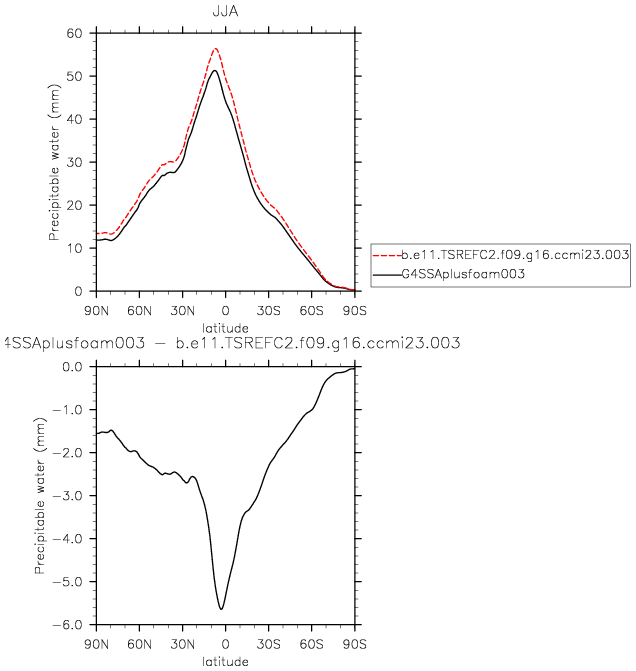 JJA
Precipitable water (mm)
60
50
40
30
20
10
0
90N 60N 30N 0 30S 60S 90S
latitude
b.e11.TSREFC2.f09.g16.ccmi23.003
G4SSAplusfoam003
4SSAplusfoam003 − b.e11.TSREFC2.f09.g16.ccmi23.003
Precipitable water (mm)
0.0
−1.0
−2.0
−3.0
−4.0
−5.0
−6.0
90N 60N 30N 0 30S 60S 90S
latitude